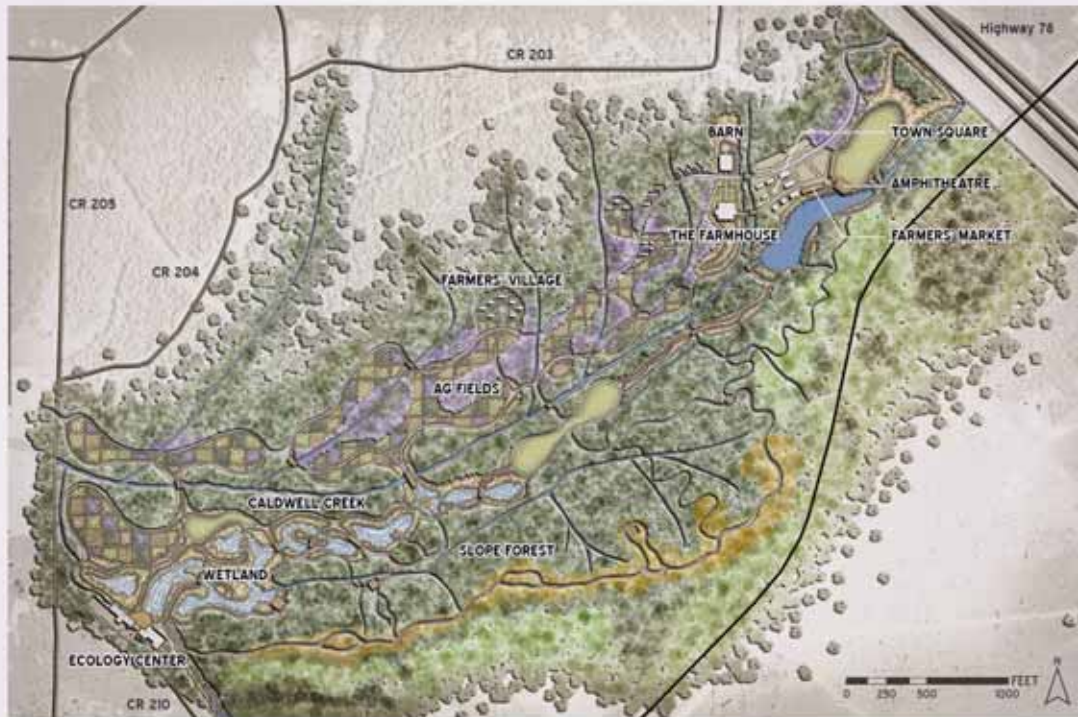 Highway 78
CR 203
BARN
TOWN SQUARE
CR 205
AMPHITHEATRE
THE FARMHOUSE
FARMERS' MARKET
CR 204
FARMERS' VILLAGE
AG FIELDS
CALDWELL CREEK
SLOPE FOREST
WETLAND
ECOLOGY CENTER
N
FEET
0 250 500 1000
CR 210